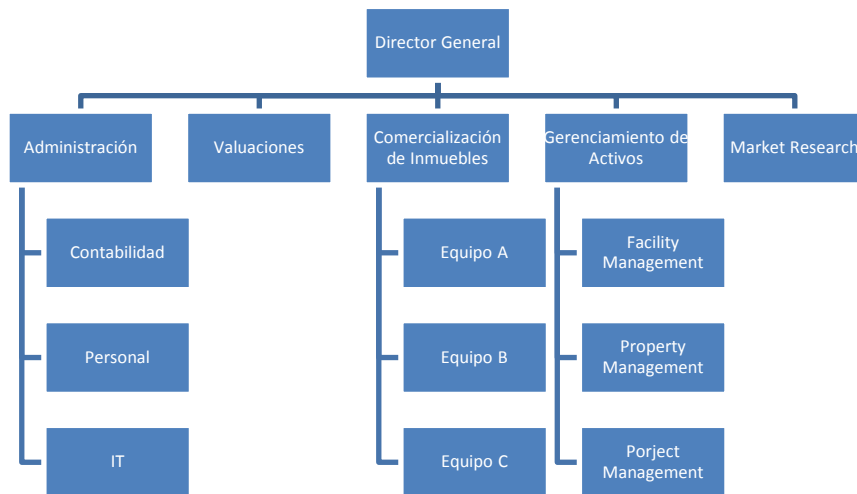 Director General
Administración
Valuaciones
Comercialización
de Inmuebles
Gerenciamiento de
Activos
Market Research
Contabilidad
Equipo A
Facility
Management
Personal
Equipo B
Property
Management
IT
Equipo C
Porject
Management